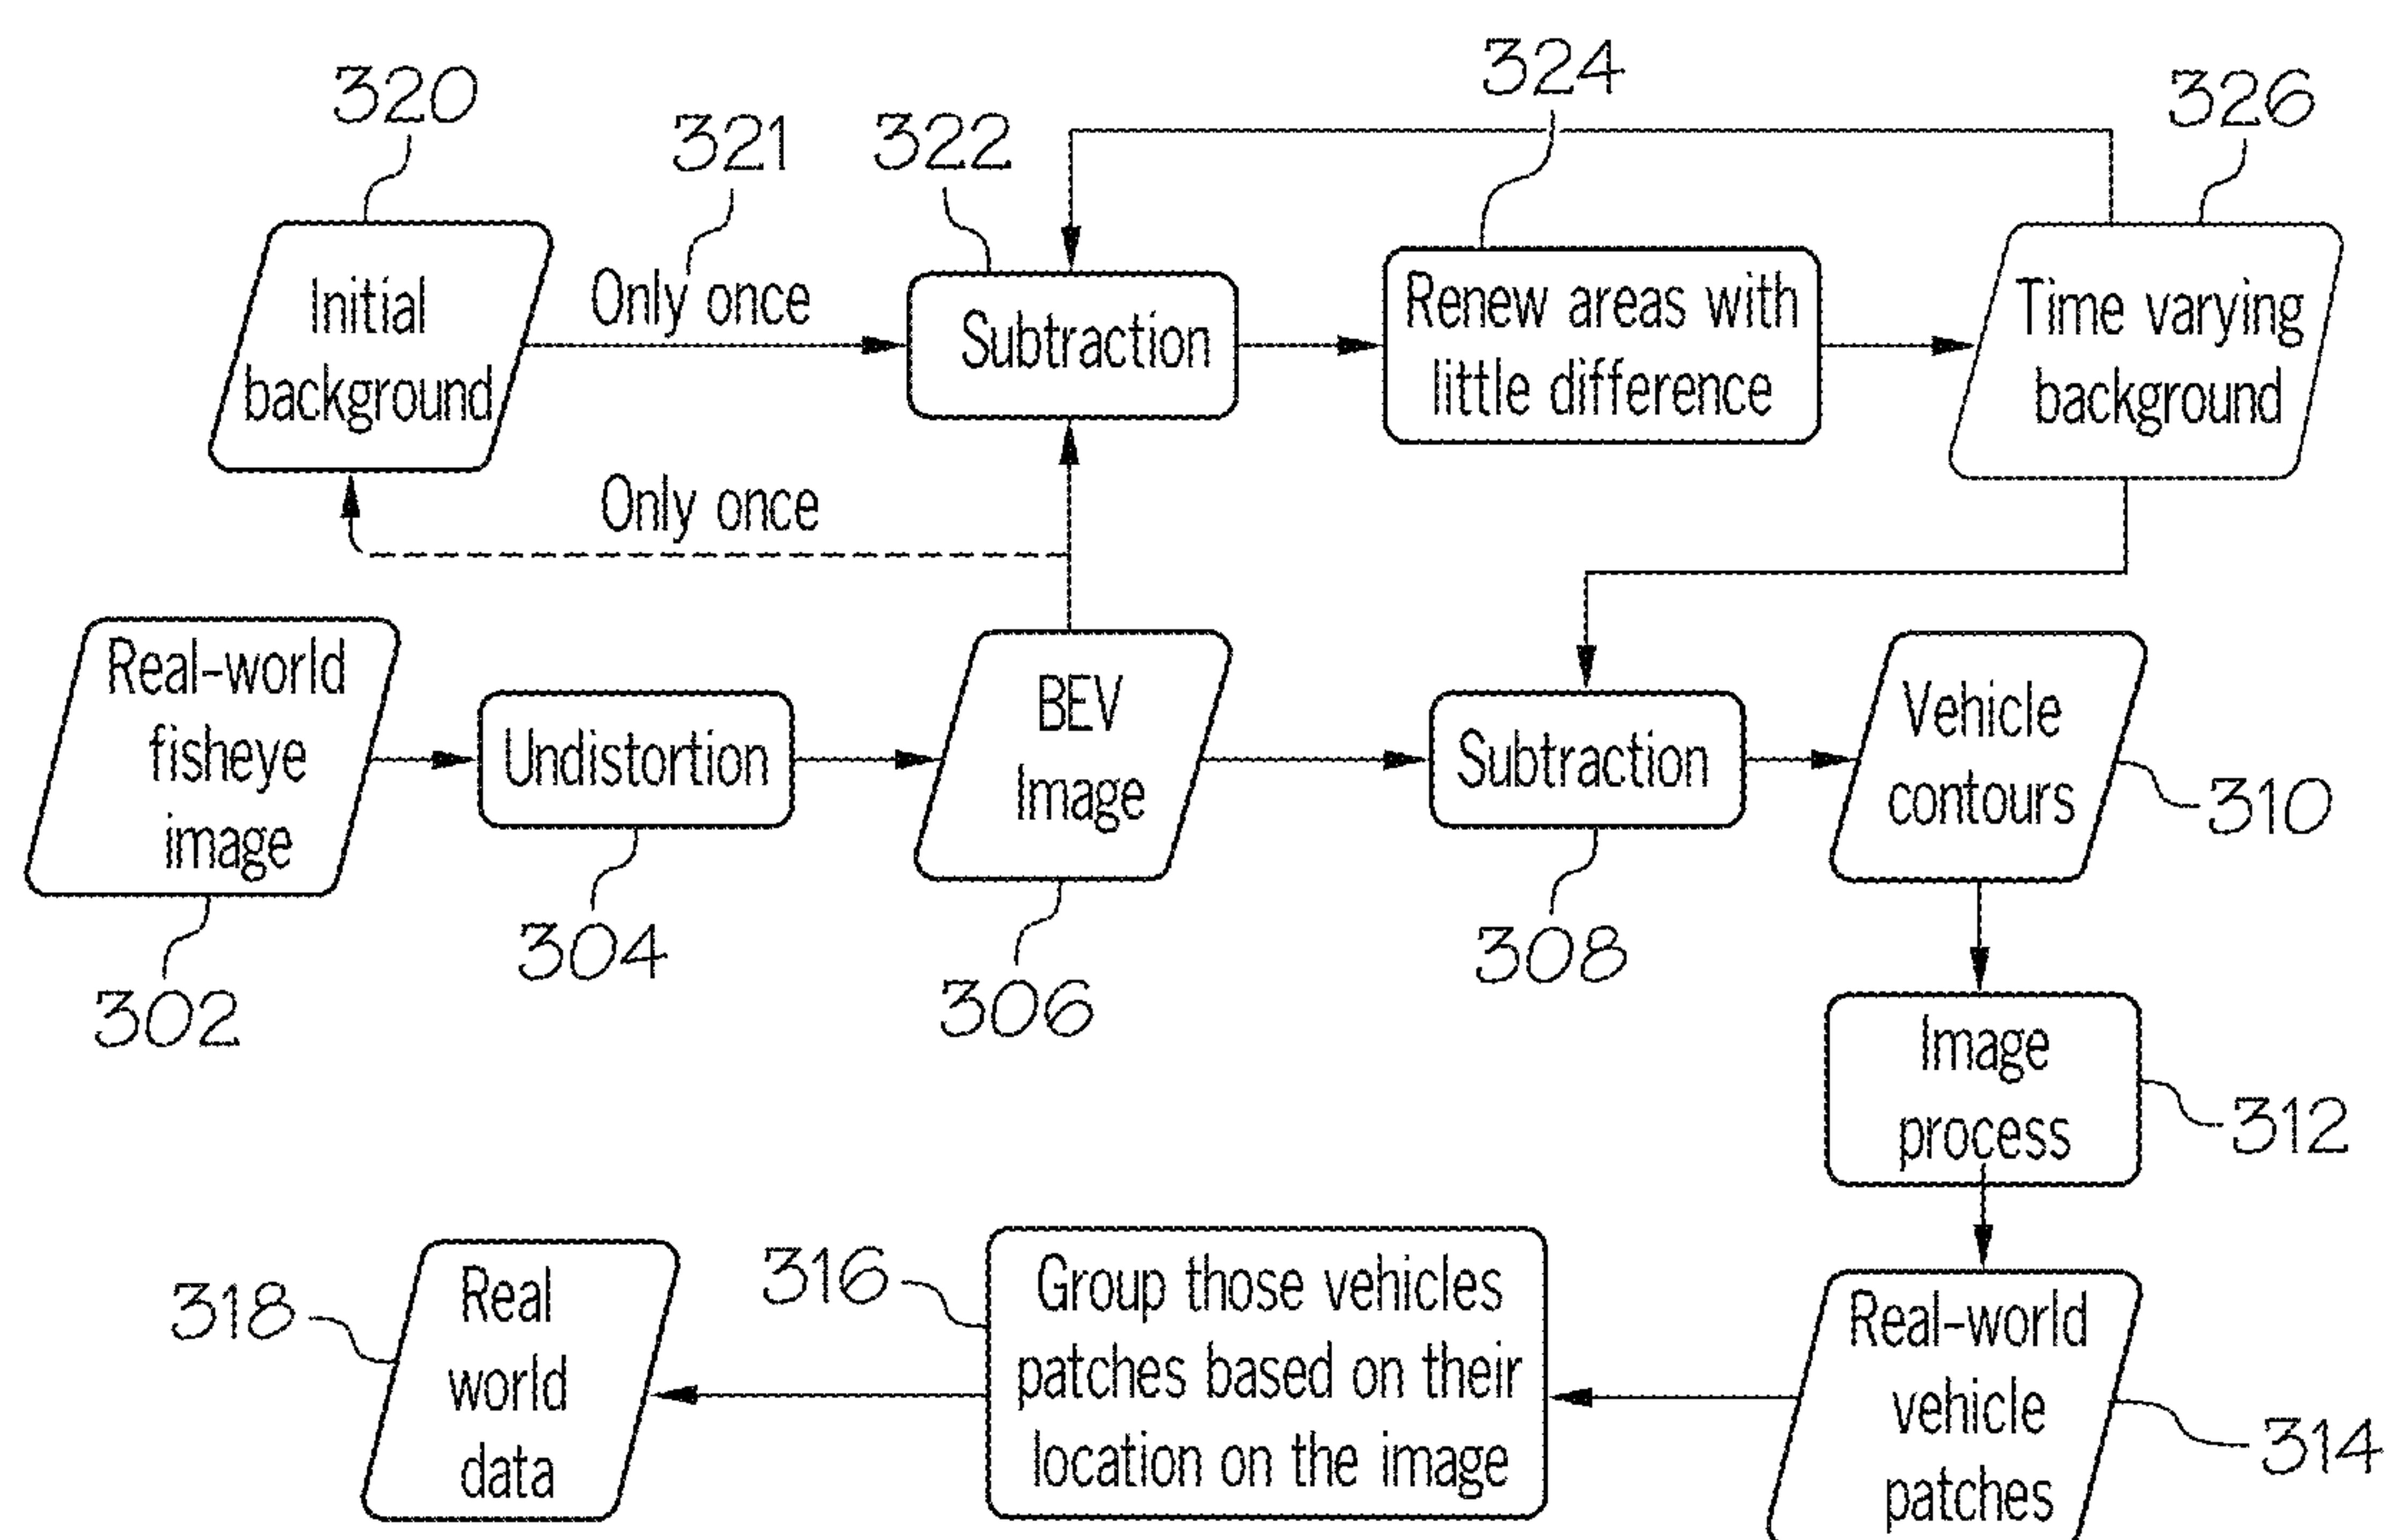 320
321
322
324
326
Initial
background
Only once
Subtraction
Renew areas with
little difference
Time varying
background
Only once
Real-world
fisheye
image
Undistortion
BEV
Image
Subtraction
Vehicle
contours
302
304
306
308
310
Image
process
312
318
Real
world
data
316
Group those vehicles
patches based on their
location on the image
Real-world
vehicle
patches
314